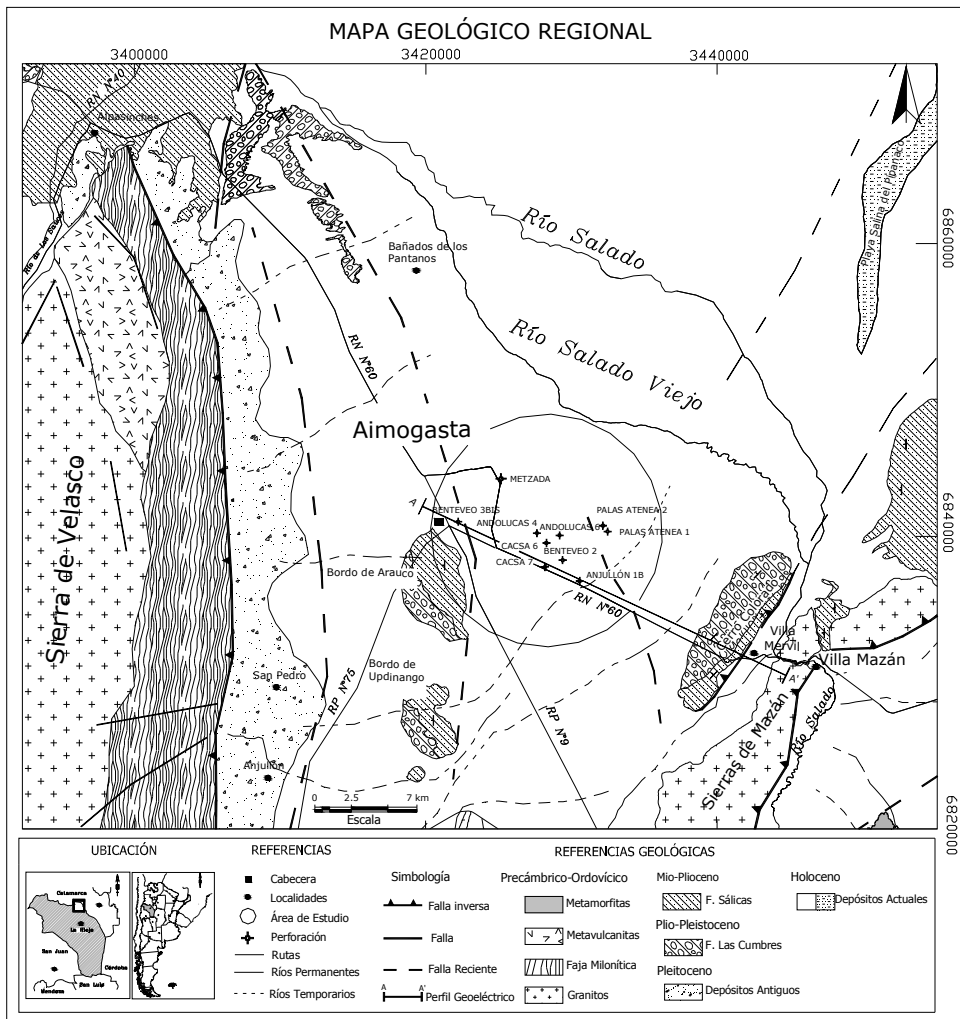 MAPA GEOLÓGICO REGIONAL
3400000
3420000
3440000
6860000
6840000
6820000
RN N°40
Alpasinches
Playa Salina del Pipanaco
Río Salado
Bañados de los
Pantanos
Río Salado Viejo
RN N°60
Aimogasta
Sierra de Velasco
METZADA
A
BENTEVEO 3BIS
PALAS ATENEA 2
ANDOLUCAS 4
ANDOLUCAS 6
PALAS ATENEA 1
CACSA 6
BENTEVEO 2
CACSA 7
ANJULLÓN 1B
Bordo de Arauco
RN N°60
Cerro Colorado
Villa
Mervil
Villa Mazán
A'
Bordo de
Updinango
San Pedro
RP N°75
RP N°9
Sierras de Mazán
Río Salado
Anjullón
0 2.5 7 km
Escala
UBICACIÓN
Catamarca
La Rioja
San Juan
Córdoba
San Luis
Mendoza
REFERENCIAS
Cabecera
Localidades
Área de Estudio
Perforación
Rutas
Ríos Permanentes
Ríos Temporarios
Simbología
Falla inversa
Falla
Falla Reciente
A A'
Perfil Geoeléctrico
REFERENCIAS GEOLÓGICAS
Precámbrico-Ordovícico
Metamorfitas
Metavulcanitas
Faja Milonítica
Granitos
Mio-Plioceno
F. Sálicas
Plio-Pleistoceno
F. Las Cumbres
Pleitoceno
Depósitos Antiguos
Holoceno
Depósitos Actuales